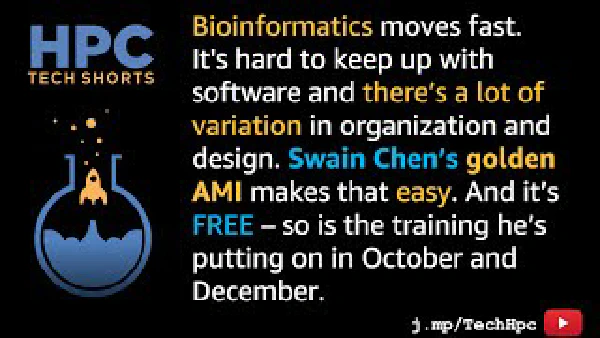 HPC
TECH SHORTS
Bioinformatics moves fast.
It's hard to keep up with
software and there's a lot of
variation in organization and
design. Swain Chen's golden
AMI makes that easy. And it's
FREE – so is the training he's
putting on in October and
December.
j.mp/TechHpc